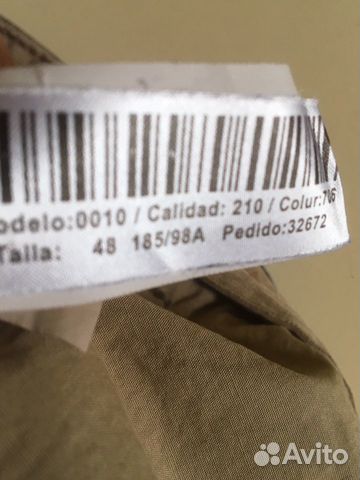 odelo:0010 / Calidad: 210 / Colur:706
Talla: 48 185/98A Pedido:32672
Avito